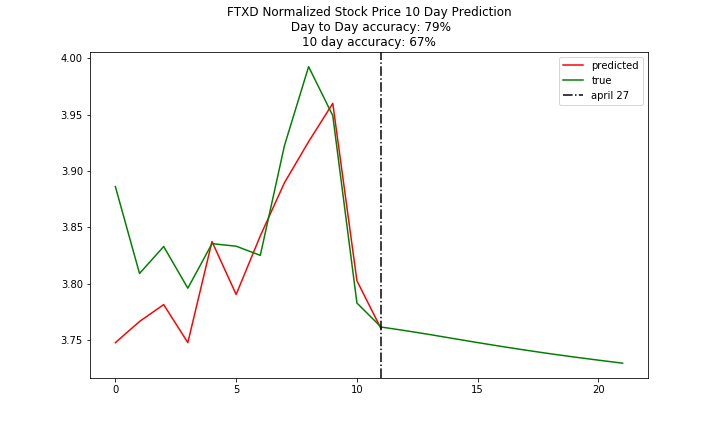 FTXD Normalized Stock Price 10 Day Prediction
Day to Day accuracy: 79%
10 day accuracy: 67%
predicted
true
april 27
4.00
3.95
3.90
3.85
3.80
3.75
0
5
10
15
20